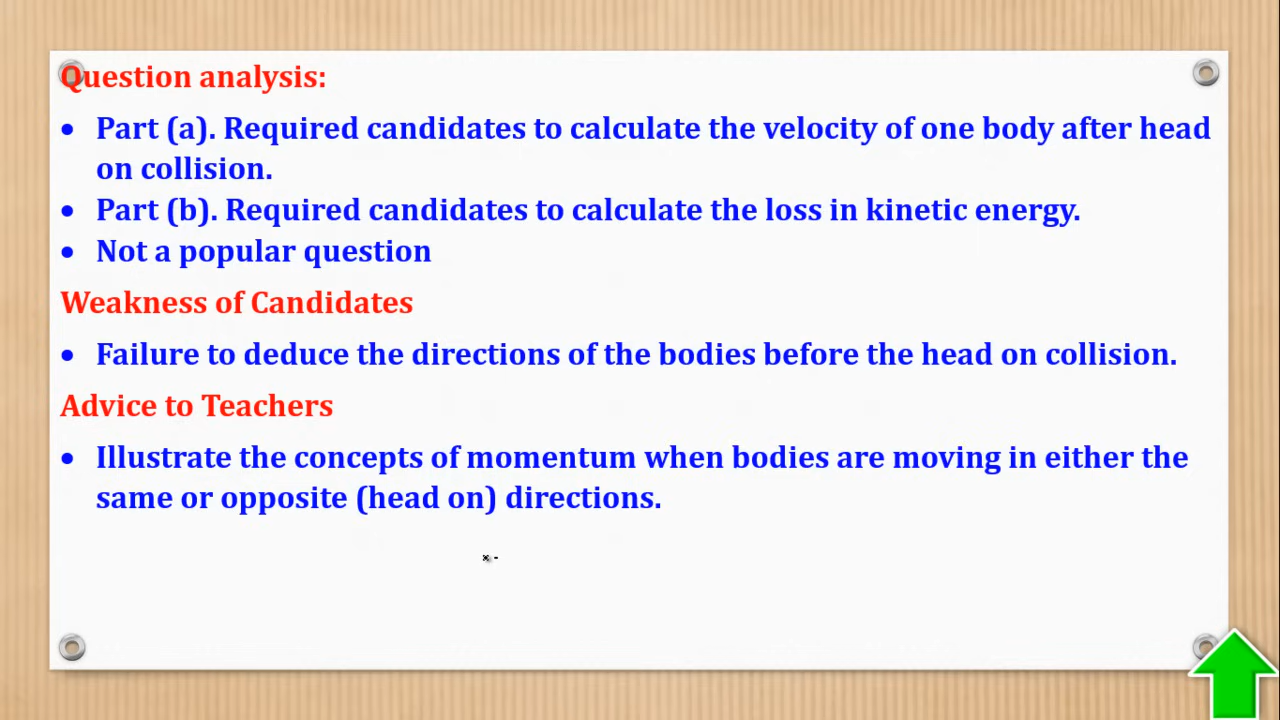 Question analysis:
• Part (a). Required candidates to calculate the velocity of one body after head
on collision.
• Part (b). Required candidates to calculate the loss in kinetic energy.
• Not a popular question
Weakness of Candidates
• Failure to deduce the directions of the bodies before the head on collision.
Advice to Teachers
• Illustrate the concepts of momentum when bodies are moving in either the
same or opposite (head on) directions.